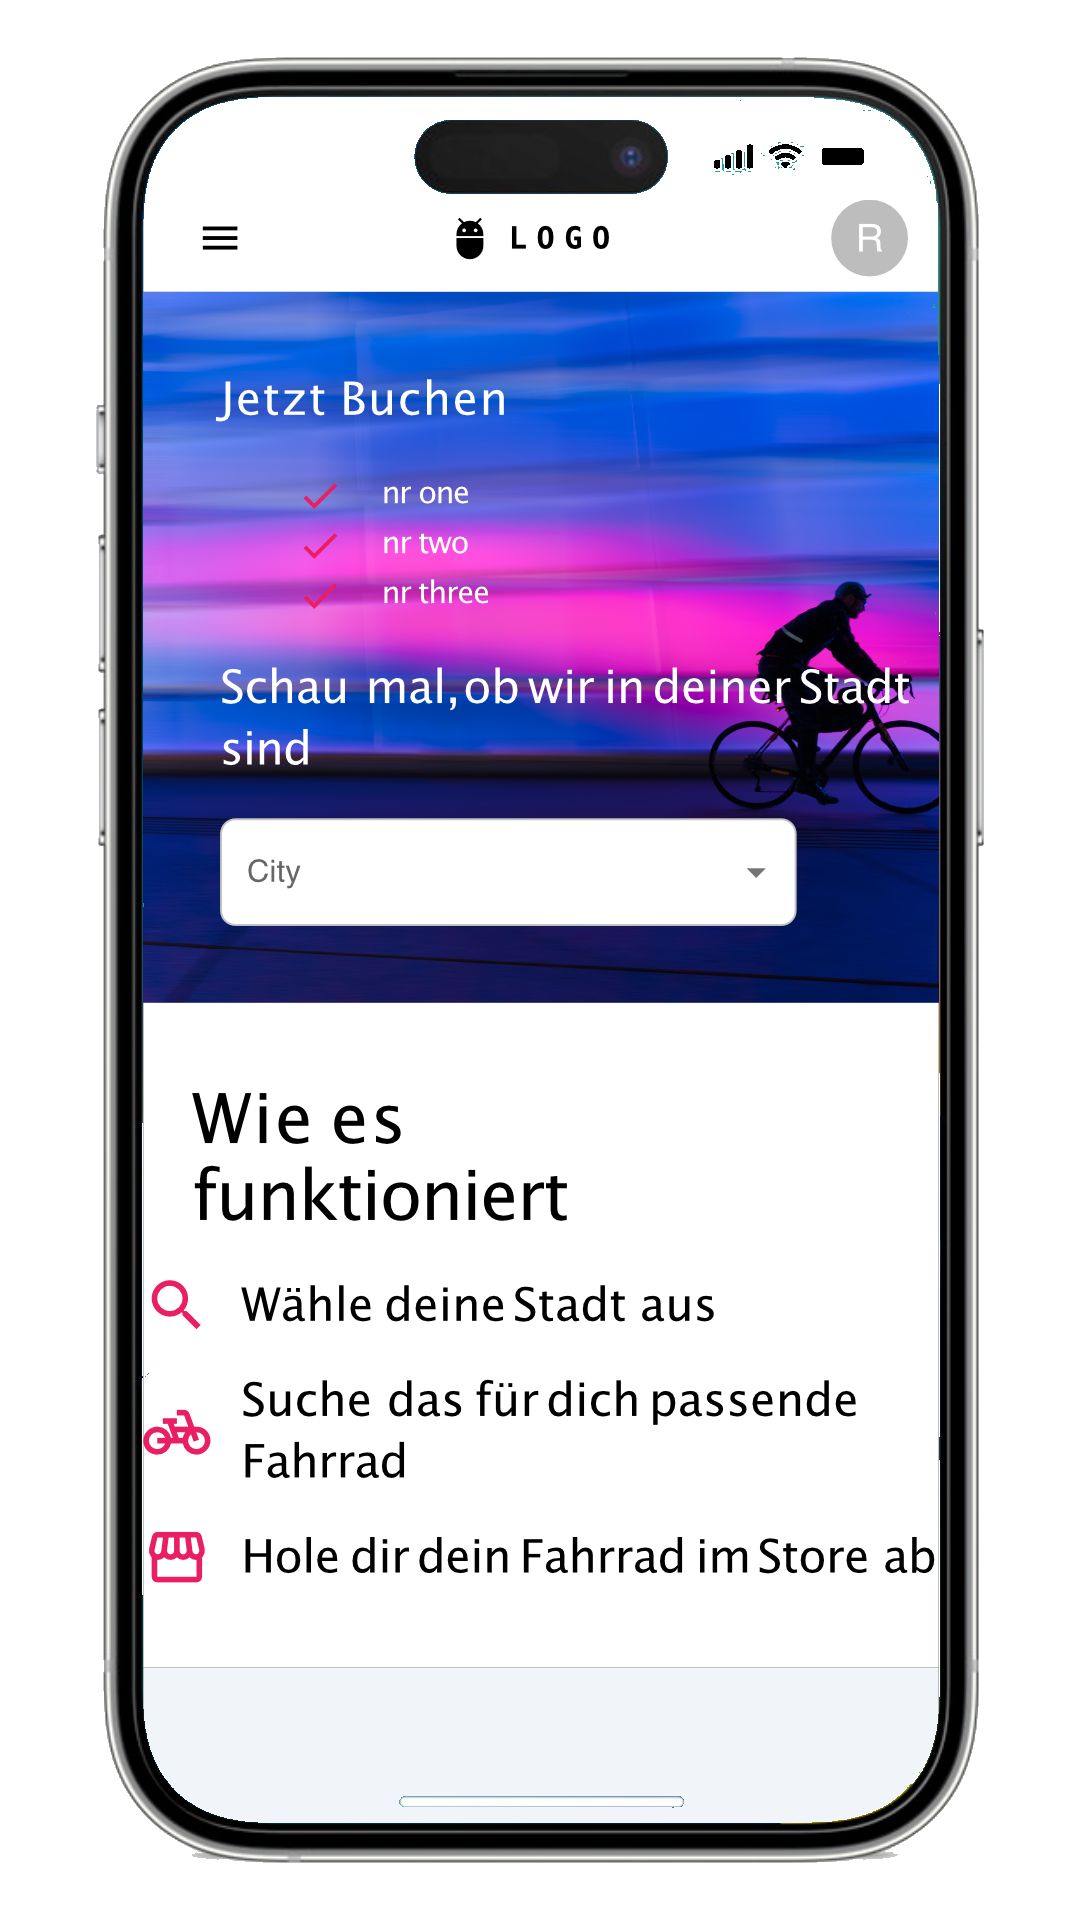 LOGO
R
Jetzt Buchen
nr one
nr two
nr three
Schau mal, ob wir in deiner Stadt
sind
City
Wie es
funktioniert
Wähle deine Stadt aus
Suche das für dich passende
Fahrrad
Hole dir dein Fahrrad im Store ab